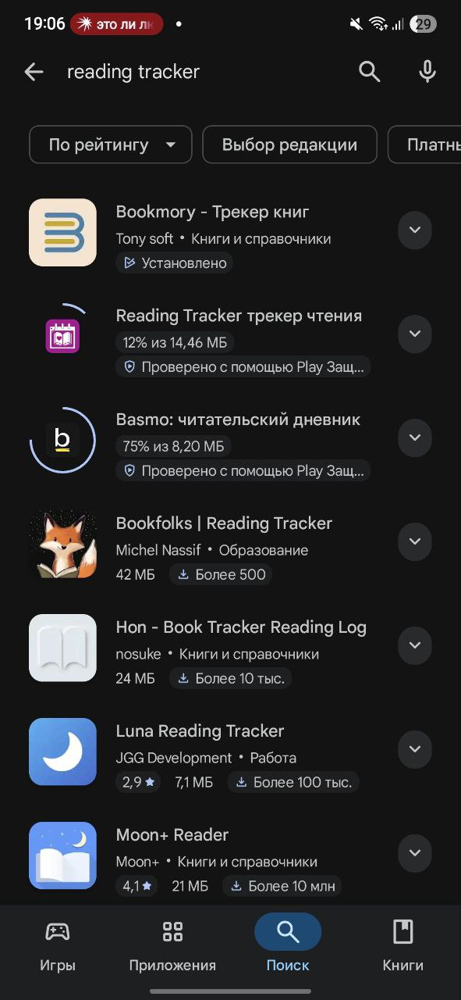 19:06 это ли л 29
reading tracker
По рейтингу Выбор редакции Платн
Bookmory - Трекер книг
Tony soft • Книги и справочники
Установлено
Reading Tracker трекер чтения
12% из 14,46 МБ
Проверено с помощью Play Защ...
b
Basmo: читательский дневник
75% из 8,20 МБ
Проверено с помощью Play Защ...
Bookfolks | Reading Tracker
Michel Nassif • Образование
42 МБ Более 500
Hon - Book Tracker Reading Log
nosuke • Книги и справочники
24 МБ Более 10 тыс.
Luna Reading Tracker
JGG Development • Работа
2,9 7,1 МБ Более 100 тыс.
Moon+ Reader
Moon+ • Книги и справочники
4,1 21 МБ Более 10 млн
Игры Приложения Поиск Книги